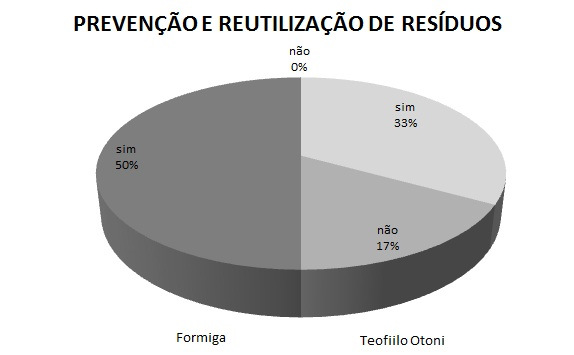 PREVENÇÃO E REUTILIZAÇÃO DE RESÍDUOS
não
0%
sim
33%
sim
50%
não
17%
Formiga
Teofiilo Otoni